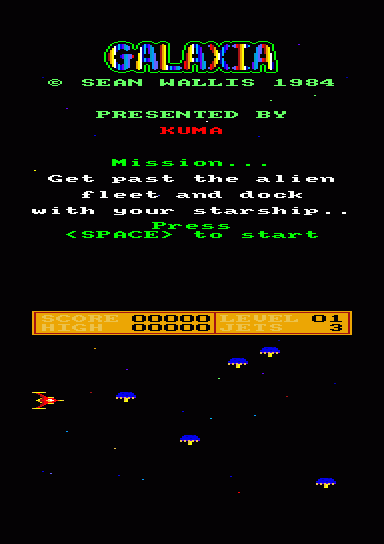 GALAXIA
© SEAN WALLIS 1984
PRESENTED BY
KUMA
Mission...
Get past the alien
fleet and dock
with your starship..
Press
<SPACE> to start
SCORE 00000 LEVEL 01
HIGH 00000 JETS 3